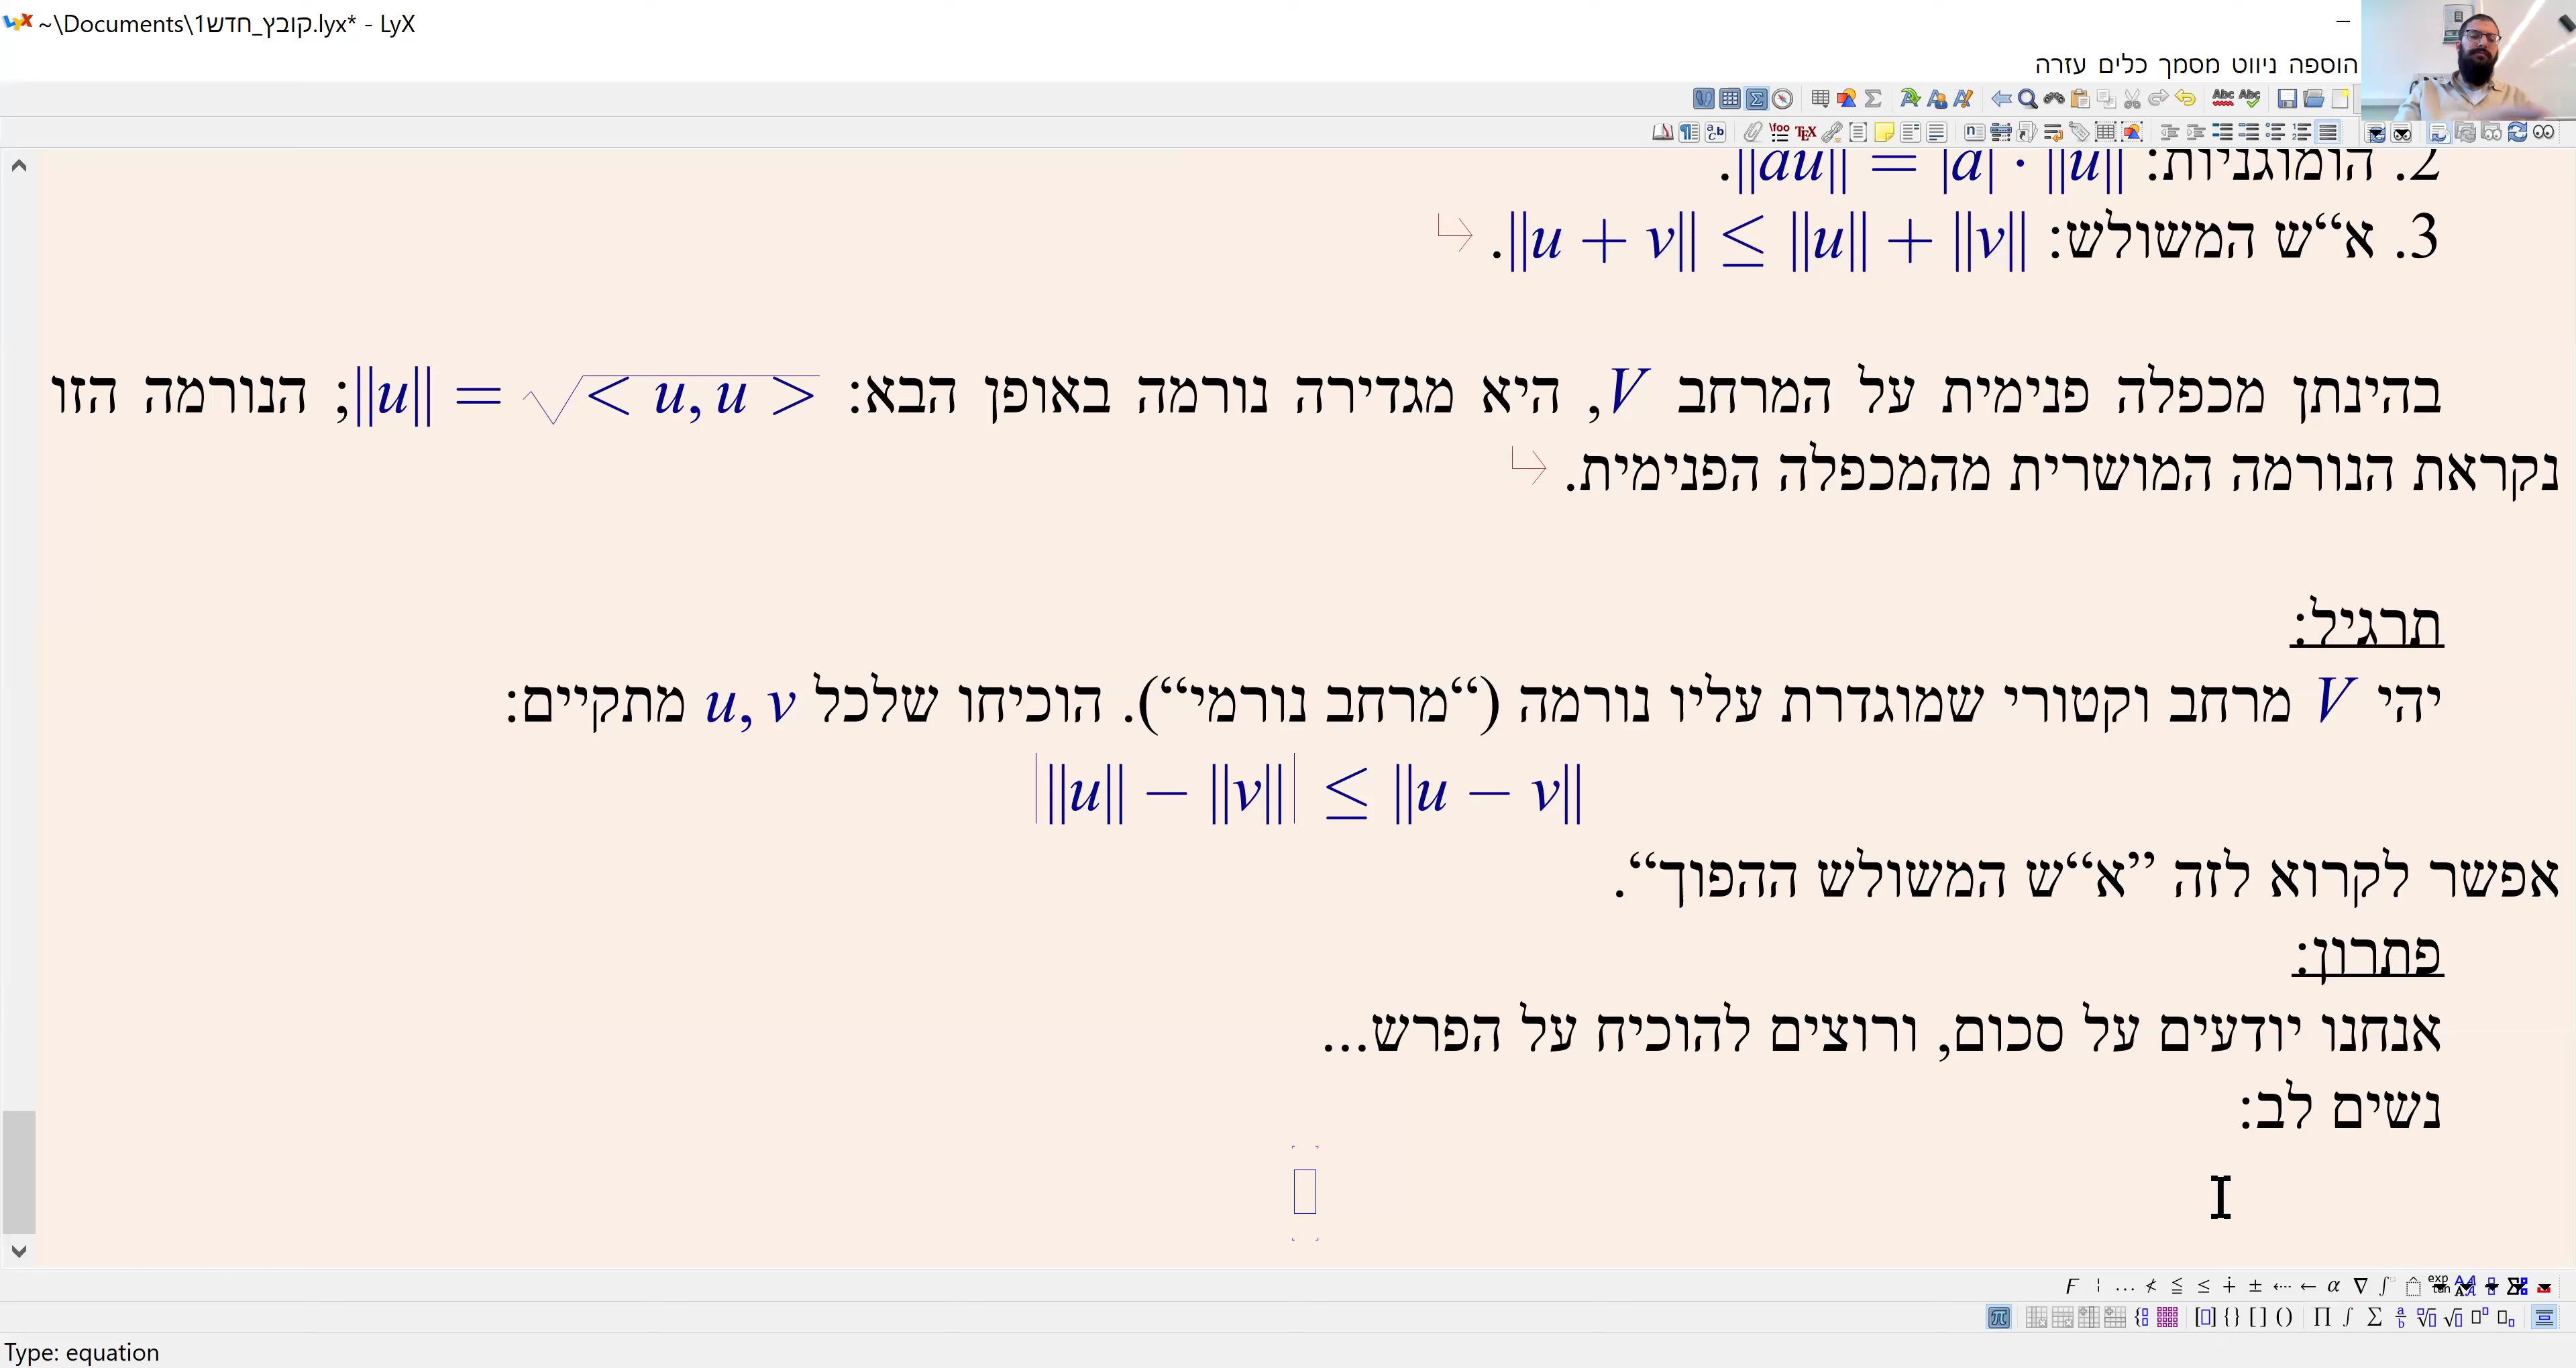 ~\Documents\קובץ_חדש1.lyx* - LyX
הוספה ניווט מסמך כלים עזרה
2. הומוגניות: ||au|| = |a| · ||u||.
3. א“ש המשולש: ||u + v|| ≤ ||u|| + ||v||.
בהינתן מכפלה פנימית על המרחב V, היא מגדירה נורמה באופן הבא: ||u|| = √< u, u >; הנורמה הזו
נקראת הנורמה המושרית מהמכפלה הפנימית.
תרגיל:
יהי V מרחב וקטורי שמוגדרת עליו נורמה (“מרחב נורמי“). הוכיחו שלכל u, v מתקיים:
|||u|| − ||v||| ≤ ||u − v||
אפשר לקרוא לזה ”א“ש המשולש ההפוך“.
פתרון:
אנחנו יודעים על סכום, ורוצים להוכיח על הפרש...
נשים לב:
Type: equation